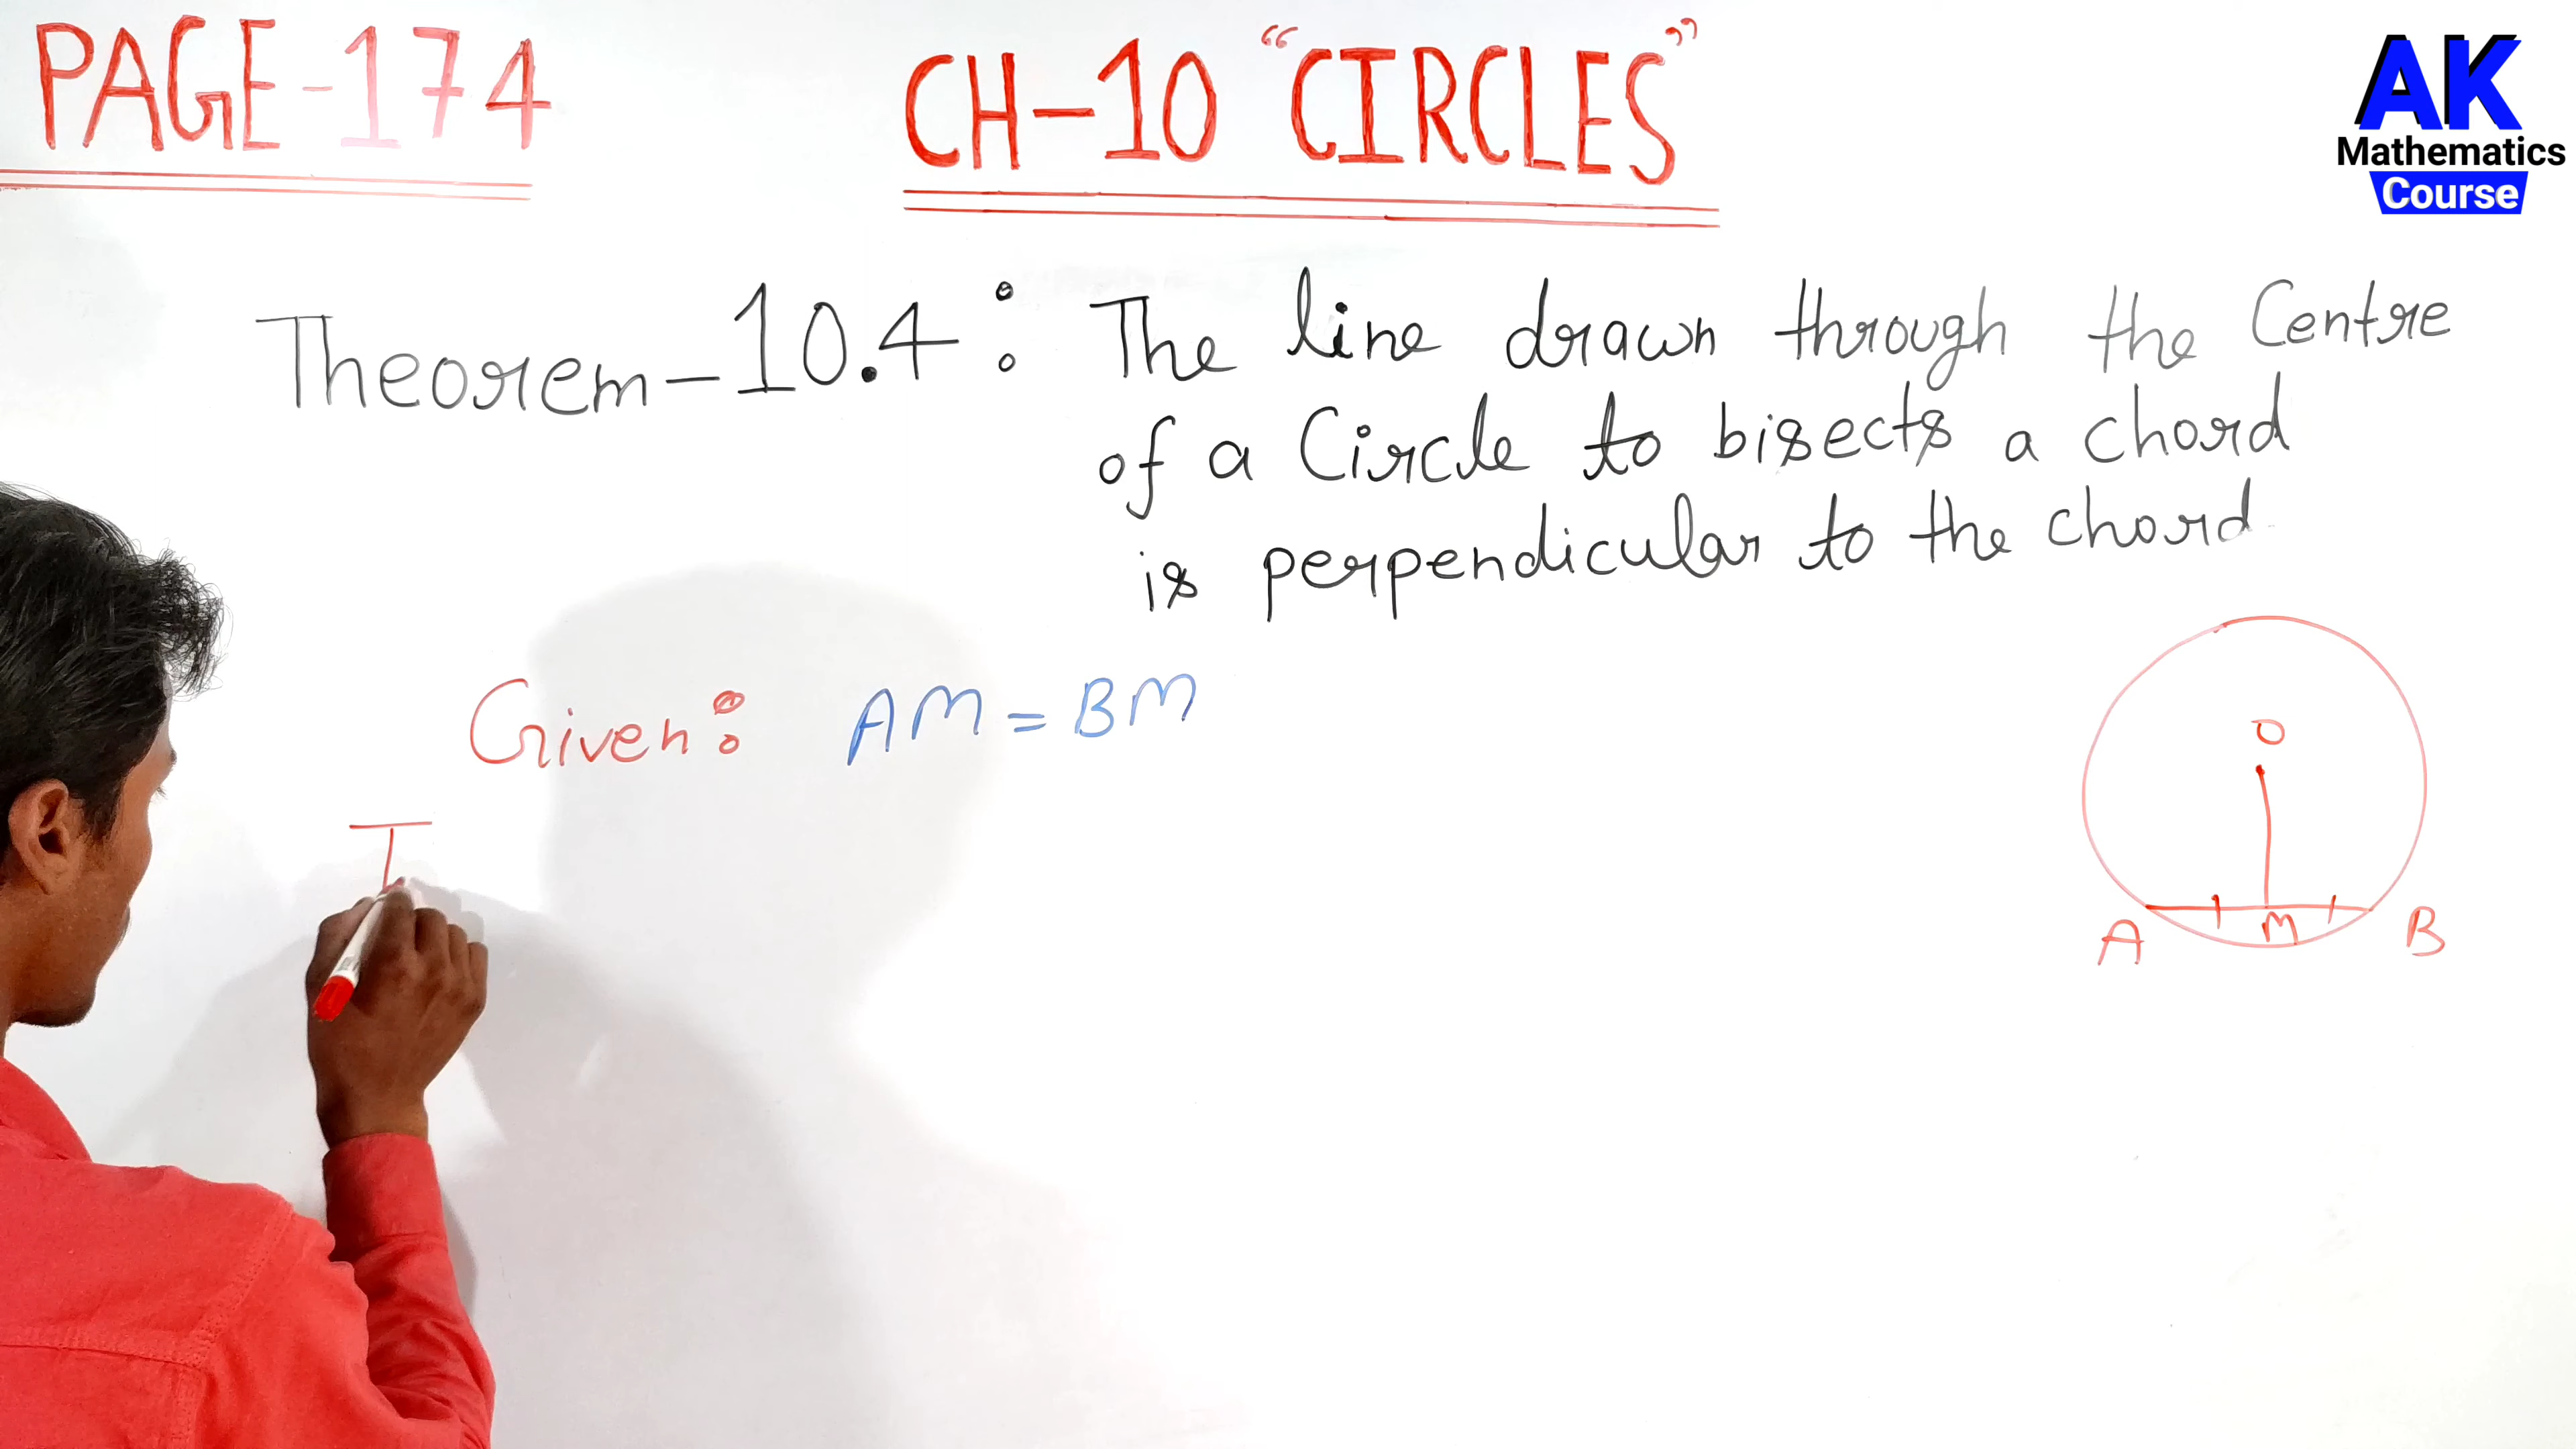 PAGE-174
CH-10 "CIRCLES"
AK
Mathematics
Course
Theorem-10.4: The line drawn through the Centre
of a Circle to bisects a chord
is perpendicular to the chord
Given: AM = BM
T
O
A M B